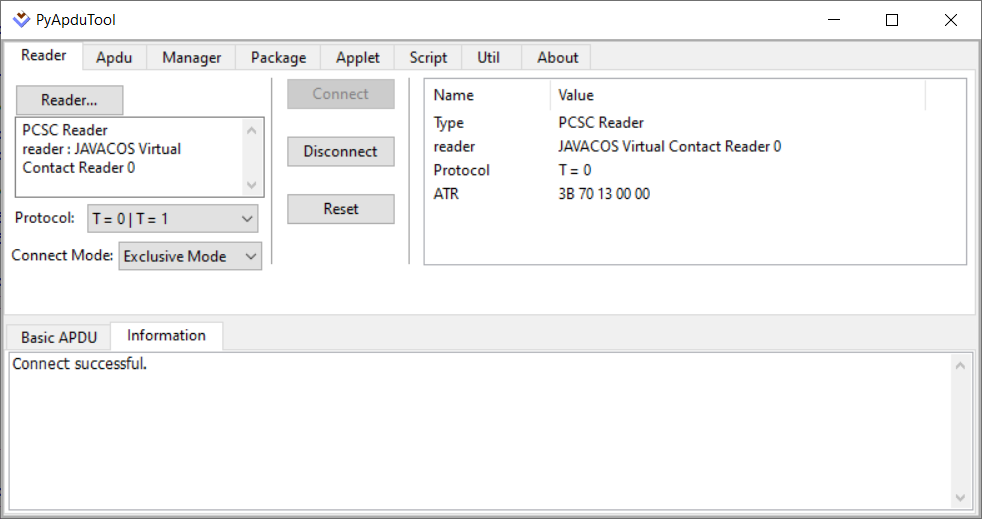 PyApduTool
Reader Apdu Manager Package Applet Script Util About
Reader...
PCSC Reader
reader : JAVACOS Virtual
Contact Reader 0
Protocol: T = 0 | T = 1
Connect Mode: Exclusive Mode
Connect
Disconnect
Reset
Name Value
Type PCSC Reader
reader JAVACOS Virtual Contact Reader 0
Protocol T = 0
ATR 3B 70 13 00 00
Basic APDU Information
Connect successful.